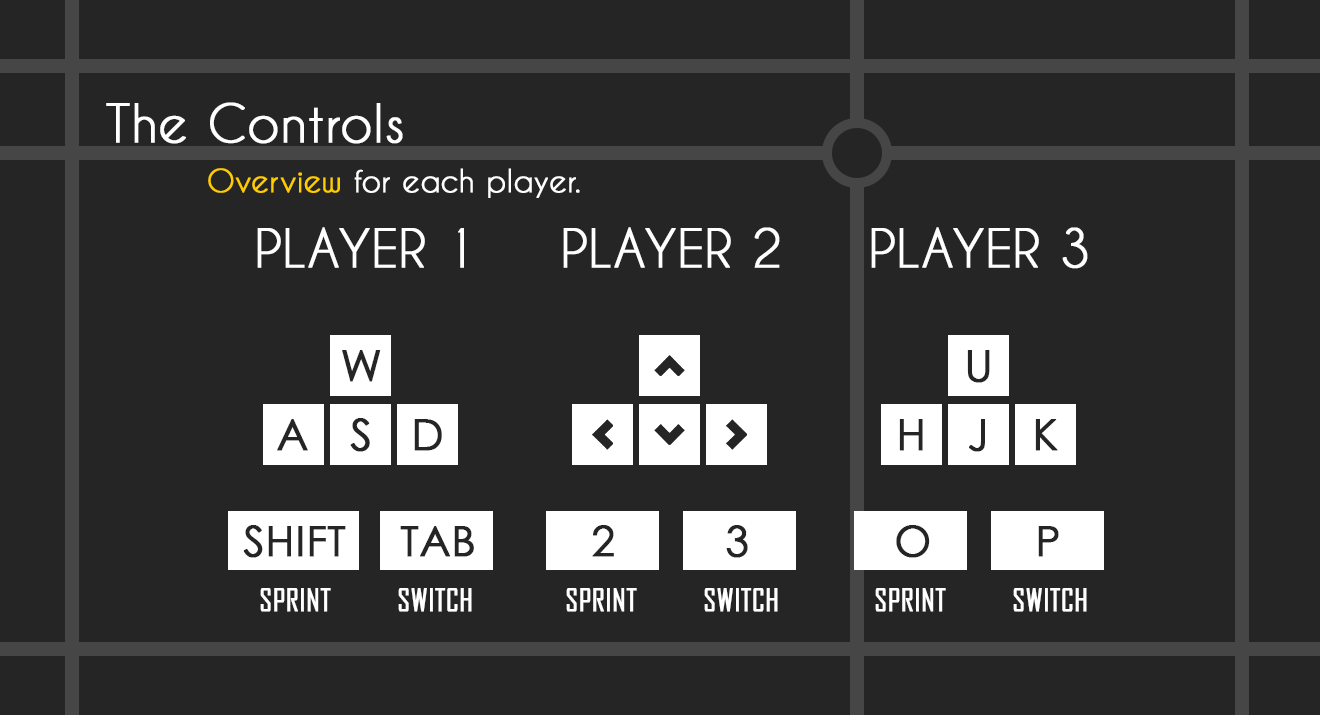 The Controls
Overview for each player.
PLAYER 1 PLAYER 2 PLAYER 3
W U
A S D H J K
SHIFT TAB 2 3 O P
SPRINT SWITCH SPRINT SWITCH SPRINT SWITCH